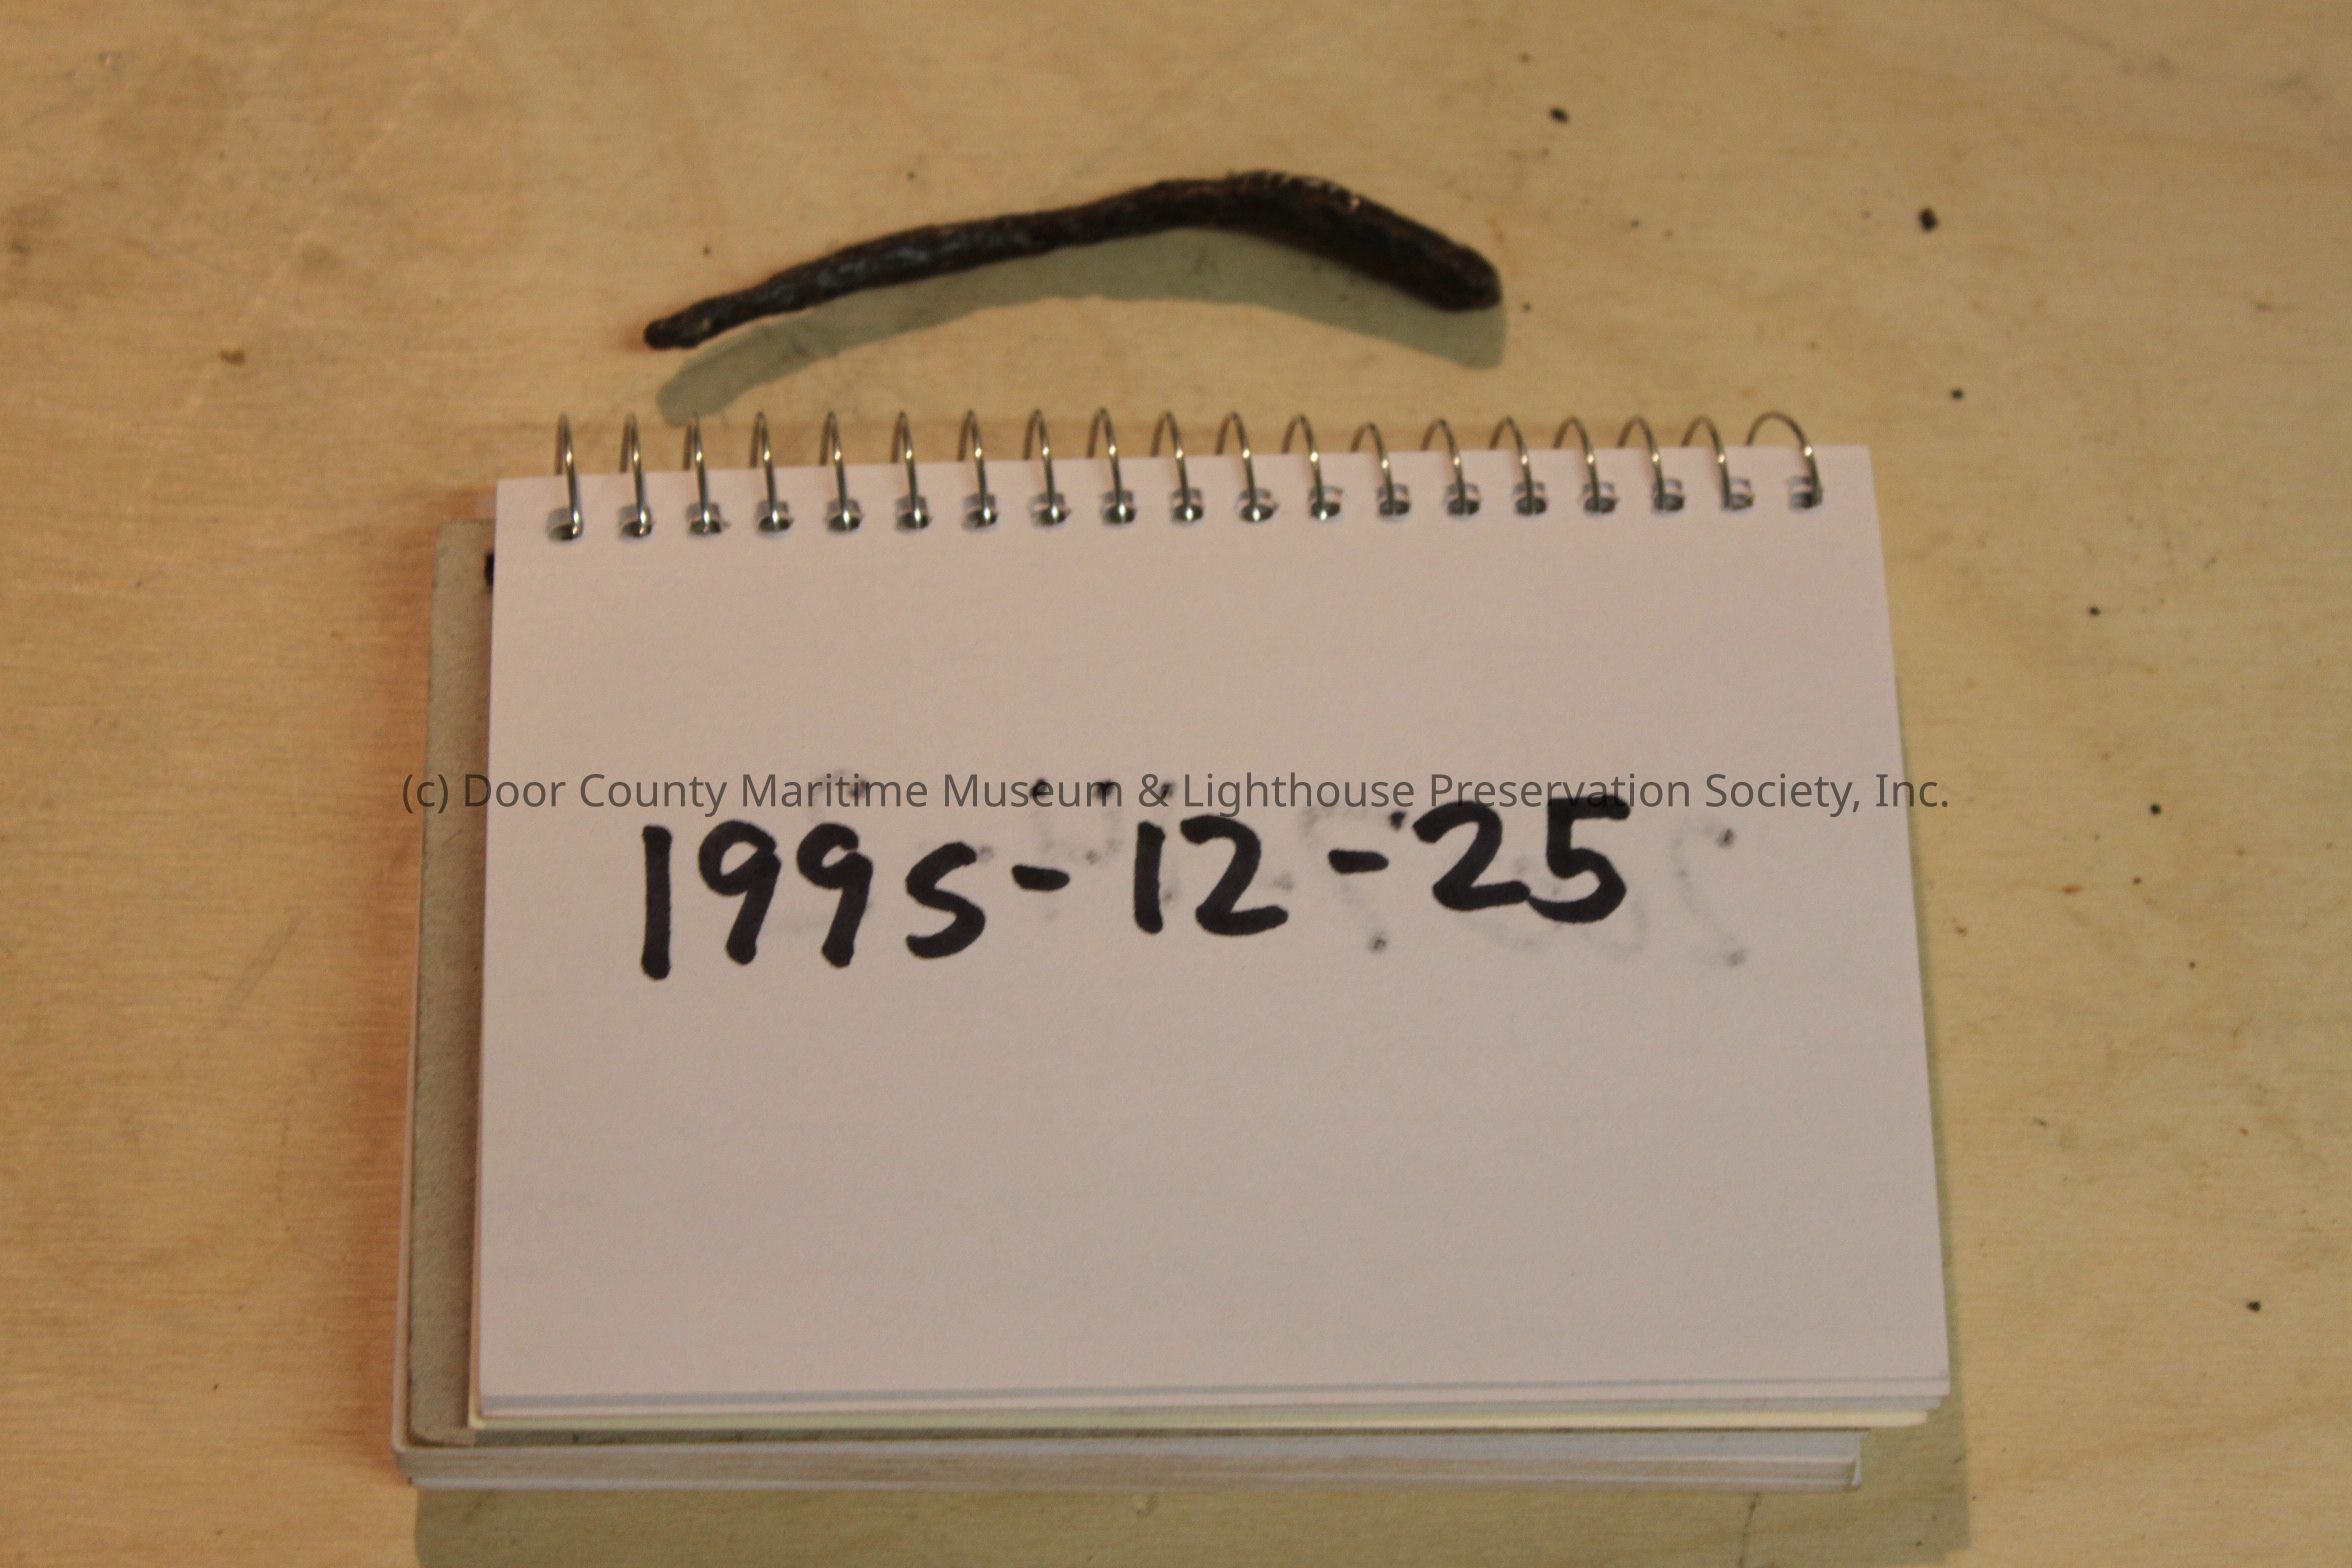 (c) Door County Maritime Museum & Lighthouse Preservation Society, Inc.
1995-12-25